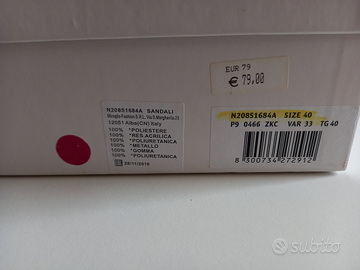 EUR 79
€ 79,00
N20851684A SANDALI
Miroglio Fashion S.R.L. Via S.Margherita 23
12051 Alba(CN)-Italy
100% *POLIESTERE
100% *RES.ACRILICA
100% *POLIURETANICA
100% *METALLO
100% *GOMMA
100% *POLIURETANICA
28/11/2016
N20851684A SIZE 40
P9 0466 ZKC VAR 33 TG 40
8 300734 272912
subito